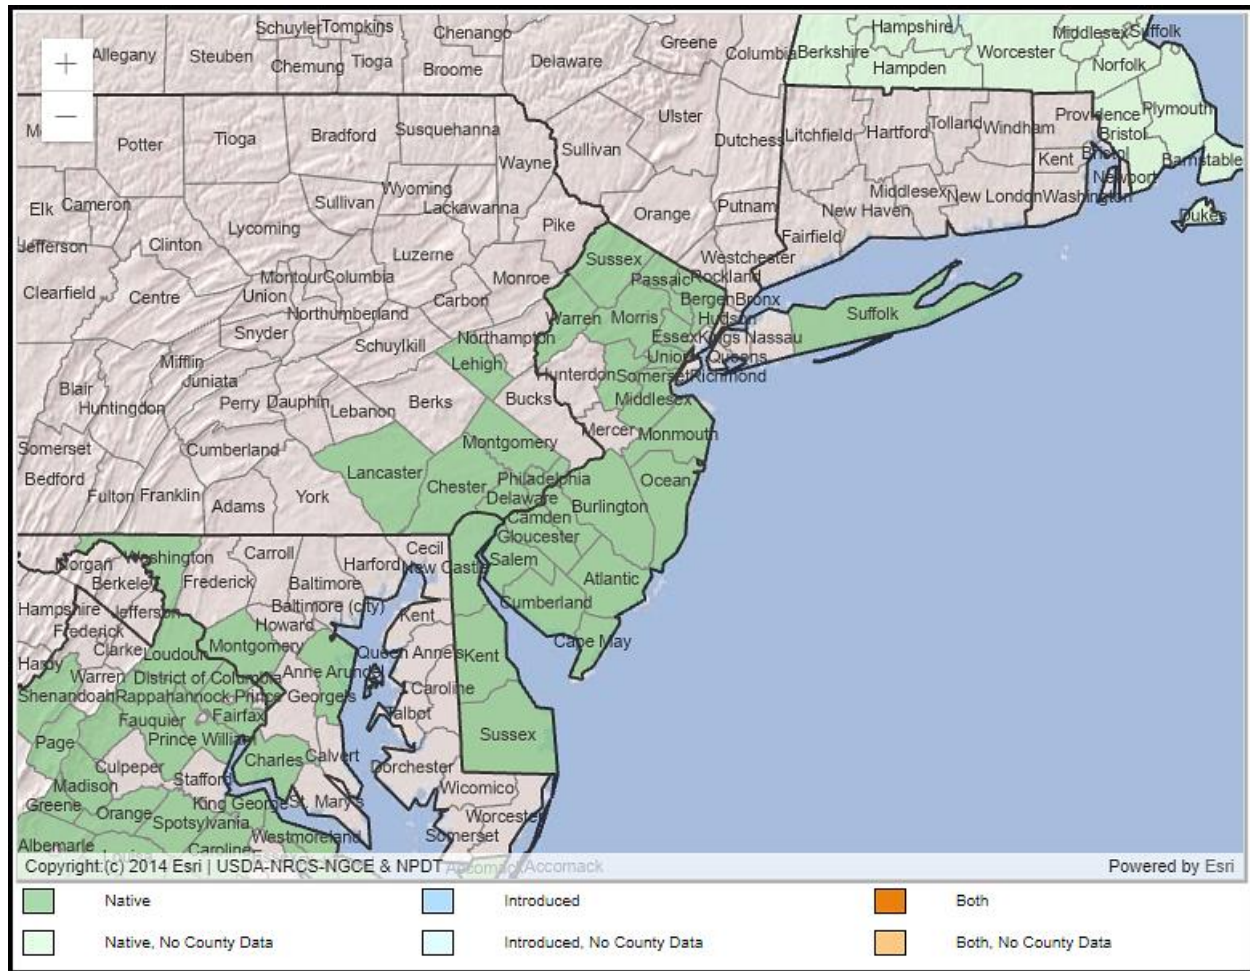 Schuyler Tompkins Chenango Greene Hampshire Middlesex Suffolk
Allegany Steuben Chemung Tioga Broome Delaware Columbia Berkshire Worcester
Hampden Norfolk
+
−
Potter Tioga Bradford Susquehanna Ulster Providence Plymouth
Dutchess Litchfield Hartford Tolland Windham Bristol
Wayne Sullivan Kent Bristol Barnstable
Elk Cameron Sullivan Wyoming Lackawanna Putnam Middlesex New London Washington Newport
Lycoming Pike Orange New Haven Dukes
Jefferson Clinton Luzerne Fairfield
Montour Columbia Monroe Sussex Passaic Westchester Rockland
Clearfield Centre Union Carbon Bergen Bronx
Northumberland Warren Morris Hudson Suffolk
Snyder Schuylkill Northampton Essex Kings Nassau
Mifflin Lehigh Union Queens
Juniata Hunterdon Somerset Richmond
Blair Huntingdon Perry Dauphin Lebanon Berks Bucks Middlesex
Somerset Cumberland Montgomery Mercer Monmouth
Bedford Lancaster Chester Philadelphia Ocean
Fulton Franklin Adams York Delaware Burlington
Camden
Gloucester
Morgan Washington Carroll Harford Cecil New Castle Salem
Berkeley Frederick Baltimore Atlantic
Hampshire Jefferson Baltimore (city) Kent Cumberland
Frederick Howard
Clarke Loudoun Montgomery Queen Anne's Kent Cape May
Hardy Warren District of Columbia Anne Arundel
Shenandoah Rappahannock Prince George's Caroline
Fauquier Fairfax Talbot
Page Prince William Sussex
Culpeper Stafford Charles Calvert Dorchester
Madison Wicomico
Greene Orange King George St. Mary's
Spotsylvania Worcester
Albemarle Caroline Westmoreland Somerset
Copyright:(c) 2014 Esri | USDA-NRCS-NGCE & NPDT Accomack Accomack Powered by Esri
Native Introduced Both
Native, No County Data Introduced, No County Data Both, No County Data